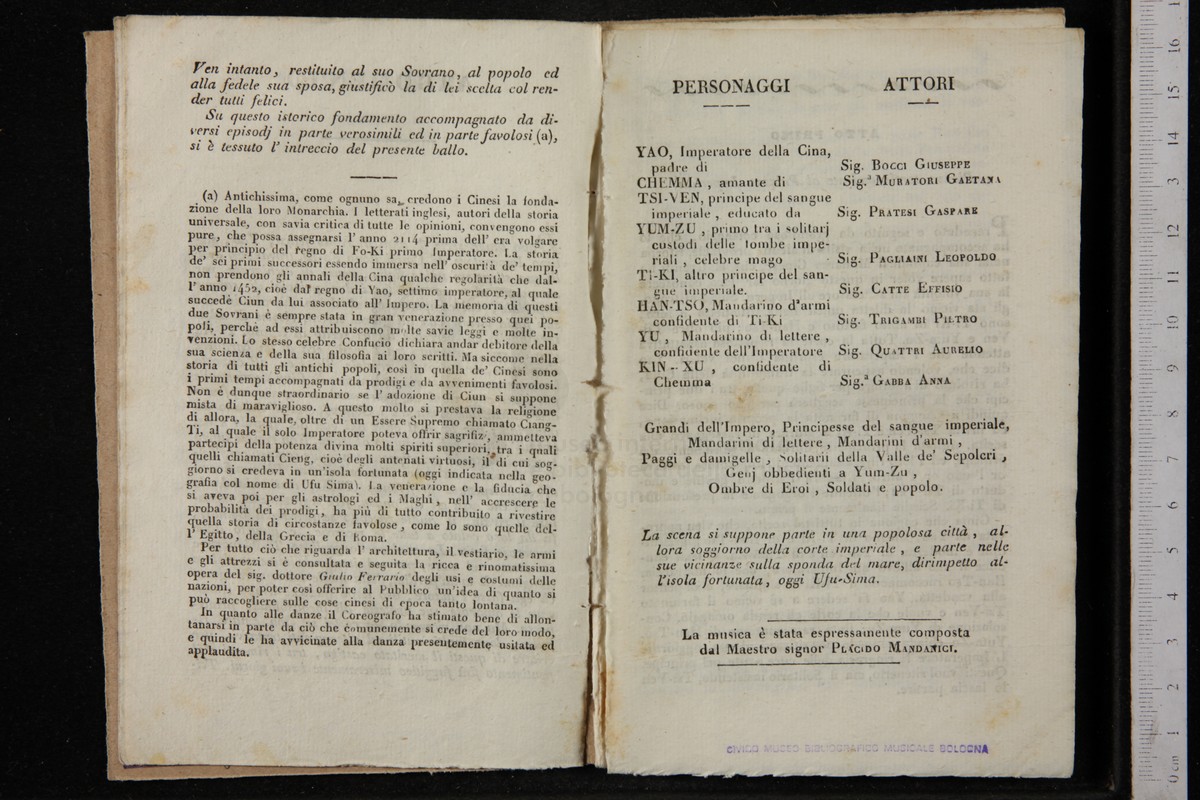 Ven intanto, restituito al suo Sovrano, al popolo ed
alla fedele sua sposa, giustificò la di lei scelta col ren-
der tutti felici.
Su questo istorico fondamento accompagnato da di-
versi episodj in parte verosimili ed in parte favolosi (a),
si è tessuto l' intreccio del presente ballo.
(a) Antichissima, come ognuno sa, credono i Cinesi la fonda-
zione della loro Monarchia. I letterati inglesi, autori della storia
universale, con savia critica di tutte le opinioni, convengono essi
pure, che possa assegnarsi l' anno 2114 prima dell' era volgare
per principio del regno di Fo-Ki primo Imperatore. La storia
de' sei primi successori essendo immersa nell' oscurità de' tempi,
non prendono gli annali della Cina qualche regolarità che dal-
l' anno 1452, cioè dal regno di Yao, settimo imperatore, al quale
succedè Ciun da lui associato all' Impero. La memoria di questi
due Sovrani è sempre stata in gran venerazione presso quei po-
poli, perchè ad essi attribuiscono molte savie leggi e molte in-
venzioni. Lo stesso celebre Confucio dichiara andar debitore della
sua scienza e della sua filosofia ai loro scritti. Ma siccome nella
storia di tutti gli antichi popoli, così in quella de' Cinesi sono
i primi tempi accompagnati da prodigi e da avvenimenti favolosi.
Non è dunque straordinario se l' adozione di Ciun si suppone
mista di maraviglioso. A questo molto si prestava la religione
di allora, la quale, oltre di un Essere Supremo chiamato Ciang-
Ti, al quale il solo Imperatore poteva offrir sagrifizj, ammetteva
partecipi della potenza divina molti spiriti superiori, tra i quali
quelli chiamati Cieng, cioè degli antenati virtuosi, il di cui sog-
giorno si credeva in un'isola fortunata (oggi indicata nella geo-
grafia col nome di Ufu Sima). La venerazione e la fiducia che
si aveva poi per gli astrologi ed i Maghi, nell' accrescere le
probabilità dei prodigi, ha più di tutto contribuito a rivestire
quella storia di circostanze favolose, come lo sono quelle del-
l' Egitto, della Grecia e di Roma.
Per tutto ciò che riguarda l' architettura, il vestiario, le armi
e gli attrezzi si è consultata e seguita la ricca e rinomatissima
opera del sig. dottore Giulio Ferrario degli usi e costumi delle
nazioni, per poter così offerire al Pubblico un'idea di quanto si
può raccogliere sulle cose cinesi di epoca tanto lontana.
In quanto alle danze il Coreografo ha stimato bene di allon-
tanarsi in parte da ciò che comunemente si crede del loro modo,
e quindi le ha avvicinate alla danza presentemente usitata ed
applaudita.
PERSONAGGI ATTORI
YAO, Imperatore della Cina,
padre di Sig. Bocci Giuseppe
CHEMMA, amante di Sig.ª Muratori Gaetana
TSI-VEN, principe del sangue
imperiale, educato da Sig. Pratesi Gaspare
YUM-ZU, primo tra i solitarj
custodi delle tombe impe-
riali, celebre mago Sig. Pagliaini Leopoldo
Ti-KI, altro principe del san-
gue imperiale. Sig. Catte Effisio
HAN-TSO, Mandarino d'armi
confidente di Ti-Ki Sig. Trigambi Pietro
YU, Mandarino di lettere,
confidente dell'Imperatore Sig. Quattri Aurelio
KIN-XU, confidente di
Chemma Sig.ª Gabba Anna
Grandi dell'Impero, Principesse del sangue imperiale,
Mandarini di lettere, Mandarini d'armi,
Paggi e damigelle, Solitarii della Valle de' Sepolcri,
Genj obbedienti a Yum-Zu,
Ombre di Eroi, Soldati e popolo.
La scena si suppone parte in una popolosa città, al-
lora soggiorno della corte imperiale, e parte nelle
sue vicinanze sulla sponda del mare, dirimpetto al-
l'isola fortunata, oggi Uju-Sima.
La musica è stata espressamente composta
dal Maestro signor Plácido Mandanici.
CIVICO MUSEO BIBLIOGRAFICO MUSICALE BOLOGNA
0 cm 1 2 3 4 5 6 7 8 9 10 11 12 13 14 15 16